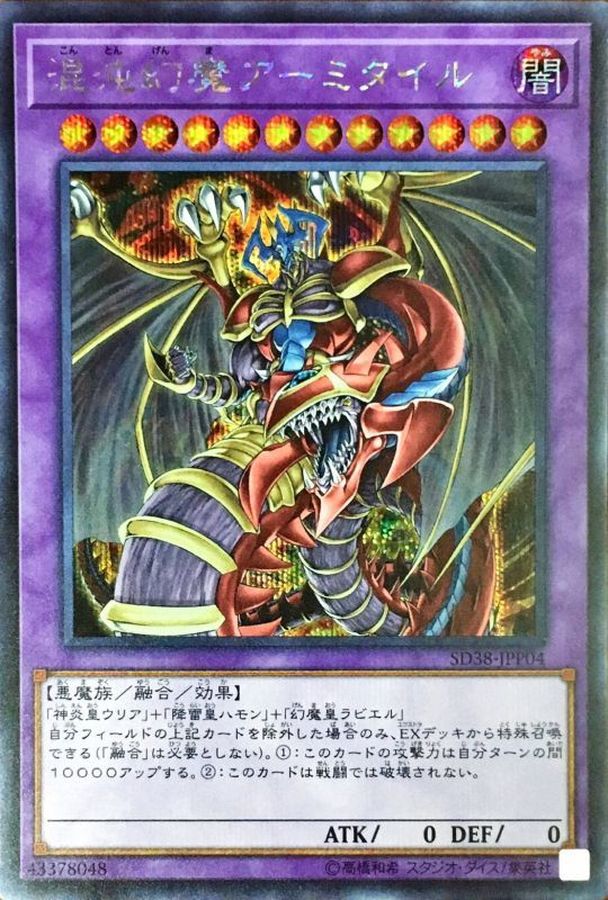 混沌幻魔アーミタイル
闇
SD38-JPP04
【悪魔族/融合/効果】
「神炎皇ウリア」+「降雷皇ハモン」+「幻魔皇ラビエル」
自分フィールドの上記カードを除外した場合のみ、EXデッキから特殊召喚
できる(「融合」は必要としない)。①:このカードの攻撃力は自分ターンの間
10000アップする。②:このカードは戦闘では破壊されない。
ATK/ 0 DEF/ 0
43378048 ©高橋和希 スタジオ・ダイス/集英社